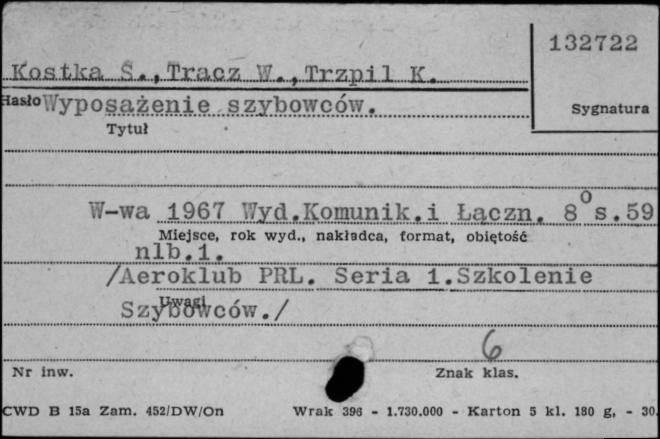 132722
Kostka S.,Tracz W.,Trzpil K.
Hasło Wyposażenie szybowców.
Sygnatura
Tytuł
W-wa 1967 Wyd.Komunik.i Łączn. 8⁰s.59
Miejsce, rok wyd., nakładca, format, objętość
nlb.1.
/Aeroklub PRL. Seria 1.Szkolenie
Uwagi
Szybowców./
6
Nr inw.
Znak klas.
CWD B 15a Zam. 452/DW/On Wrak 396 - 1.730.000 - Karton 5 kl. 180 g, - 30.